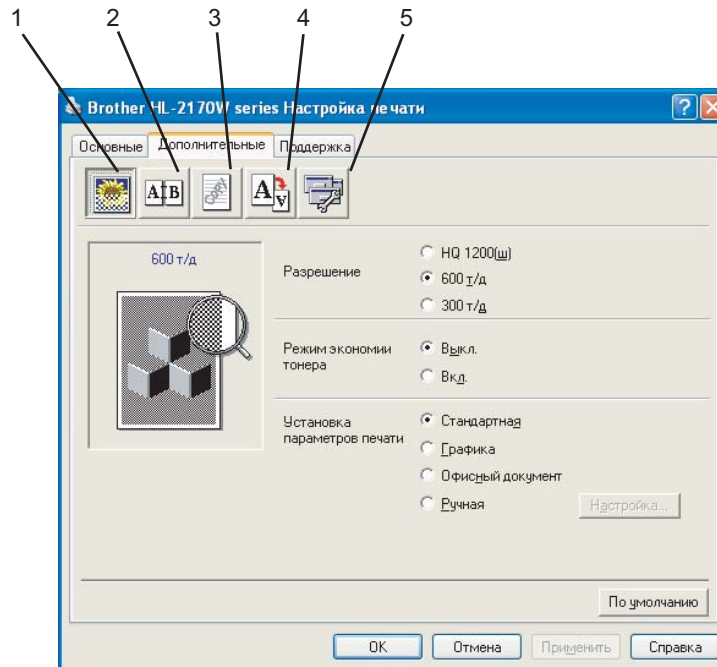 1 2 3 4 5
Brother HL-2170W series Настройка печати
Основные Дополнительные Поддержка
A B COPY A A
600 т/д
Разрешение
HQ 1200(ш)
600 т/д
300 т/д
Режим экономии
тонера
Выкл.
Вкл.
Установка
параметров печати
Стандартная
Графика
Офисный документ
Ручная
Настройка...
По умолчанию
OK Отмена Применить Справка